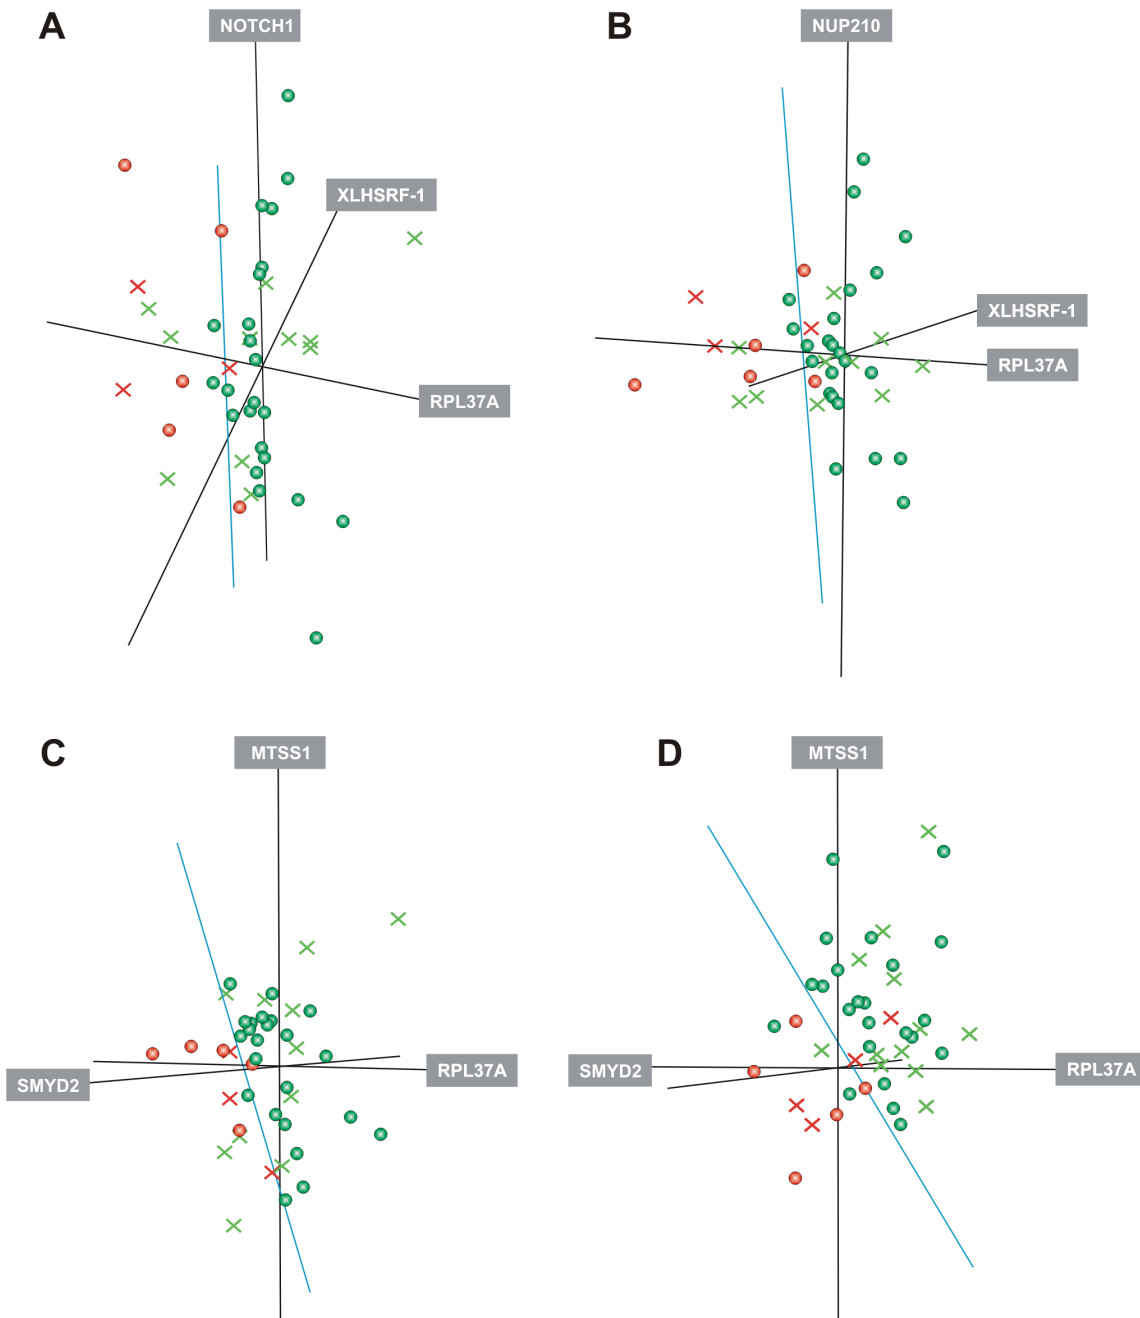 A
NOTCH1
XLHSRF-1
RPL37A
B
NUP210
XLHSRF-1
RPL37A
C
MTSS1
SMYD2
RPL37A
D
MTSS1
SMYD2
RPL37A